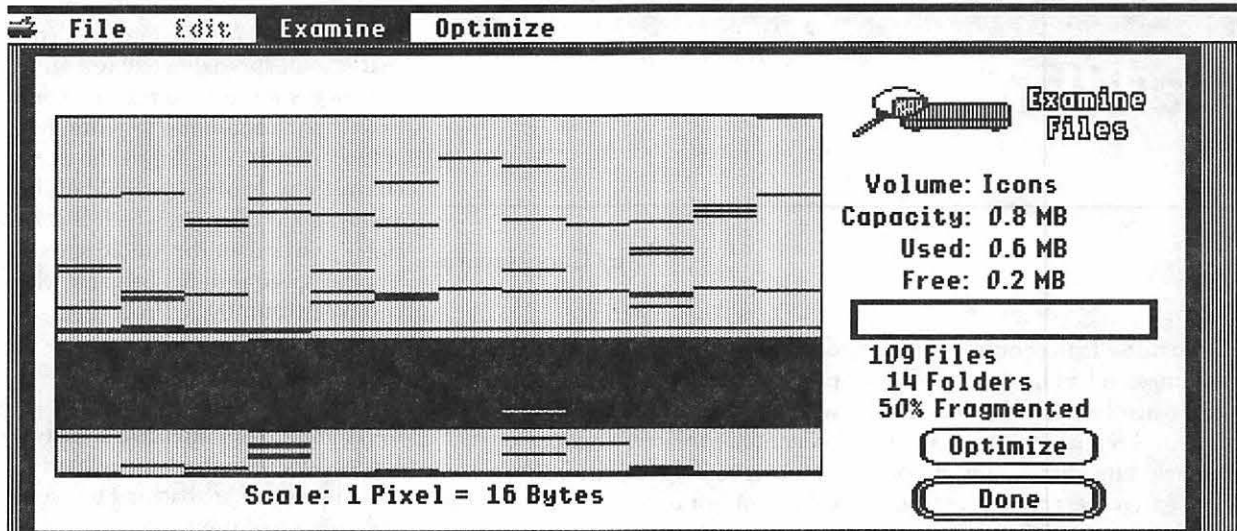 File Edit Examine Optimize
Examine
Files
Volume: Icons
Capacity: 0.8 MB
Used: 0.6 MB
Free: 0.2 MB
109 Files
14 Folders
50% Fragmented
Optimize
Done
Scale: 1 Pixel = 16 Bytes